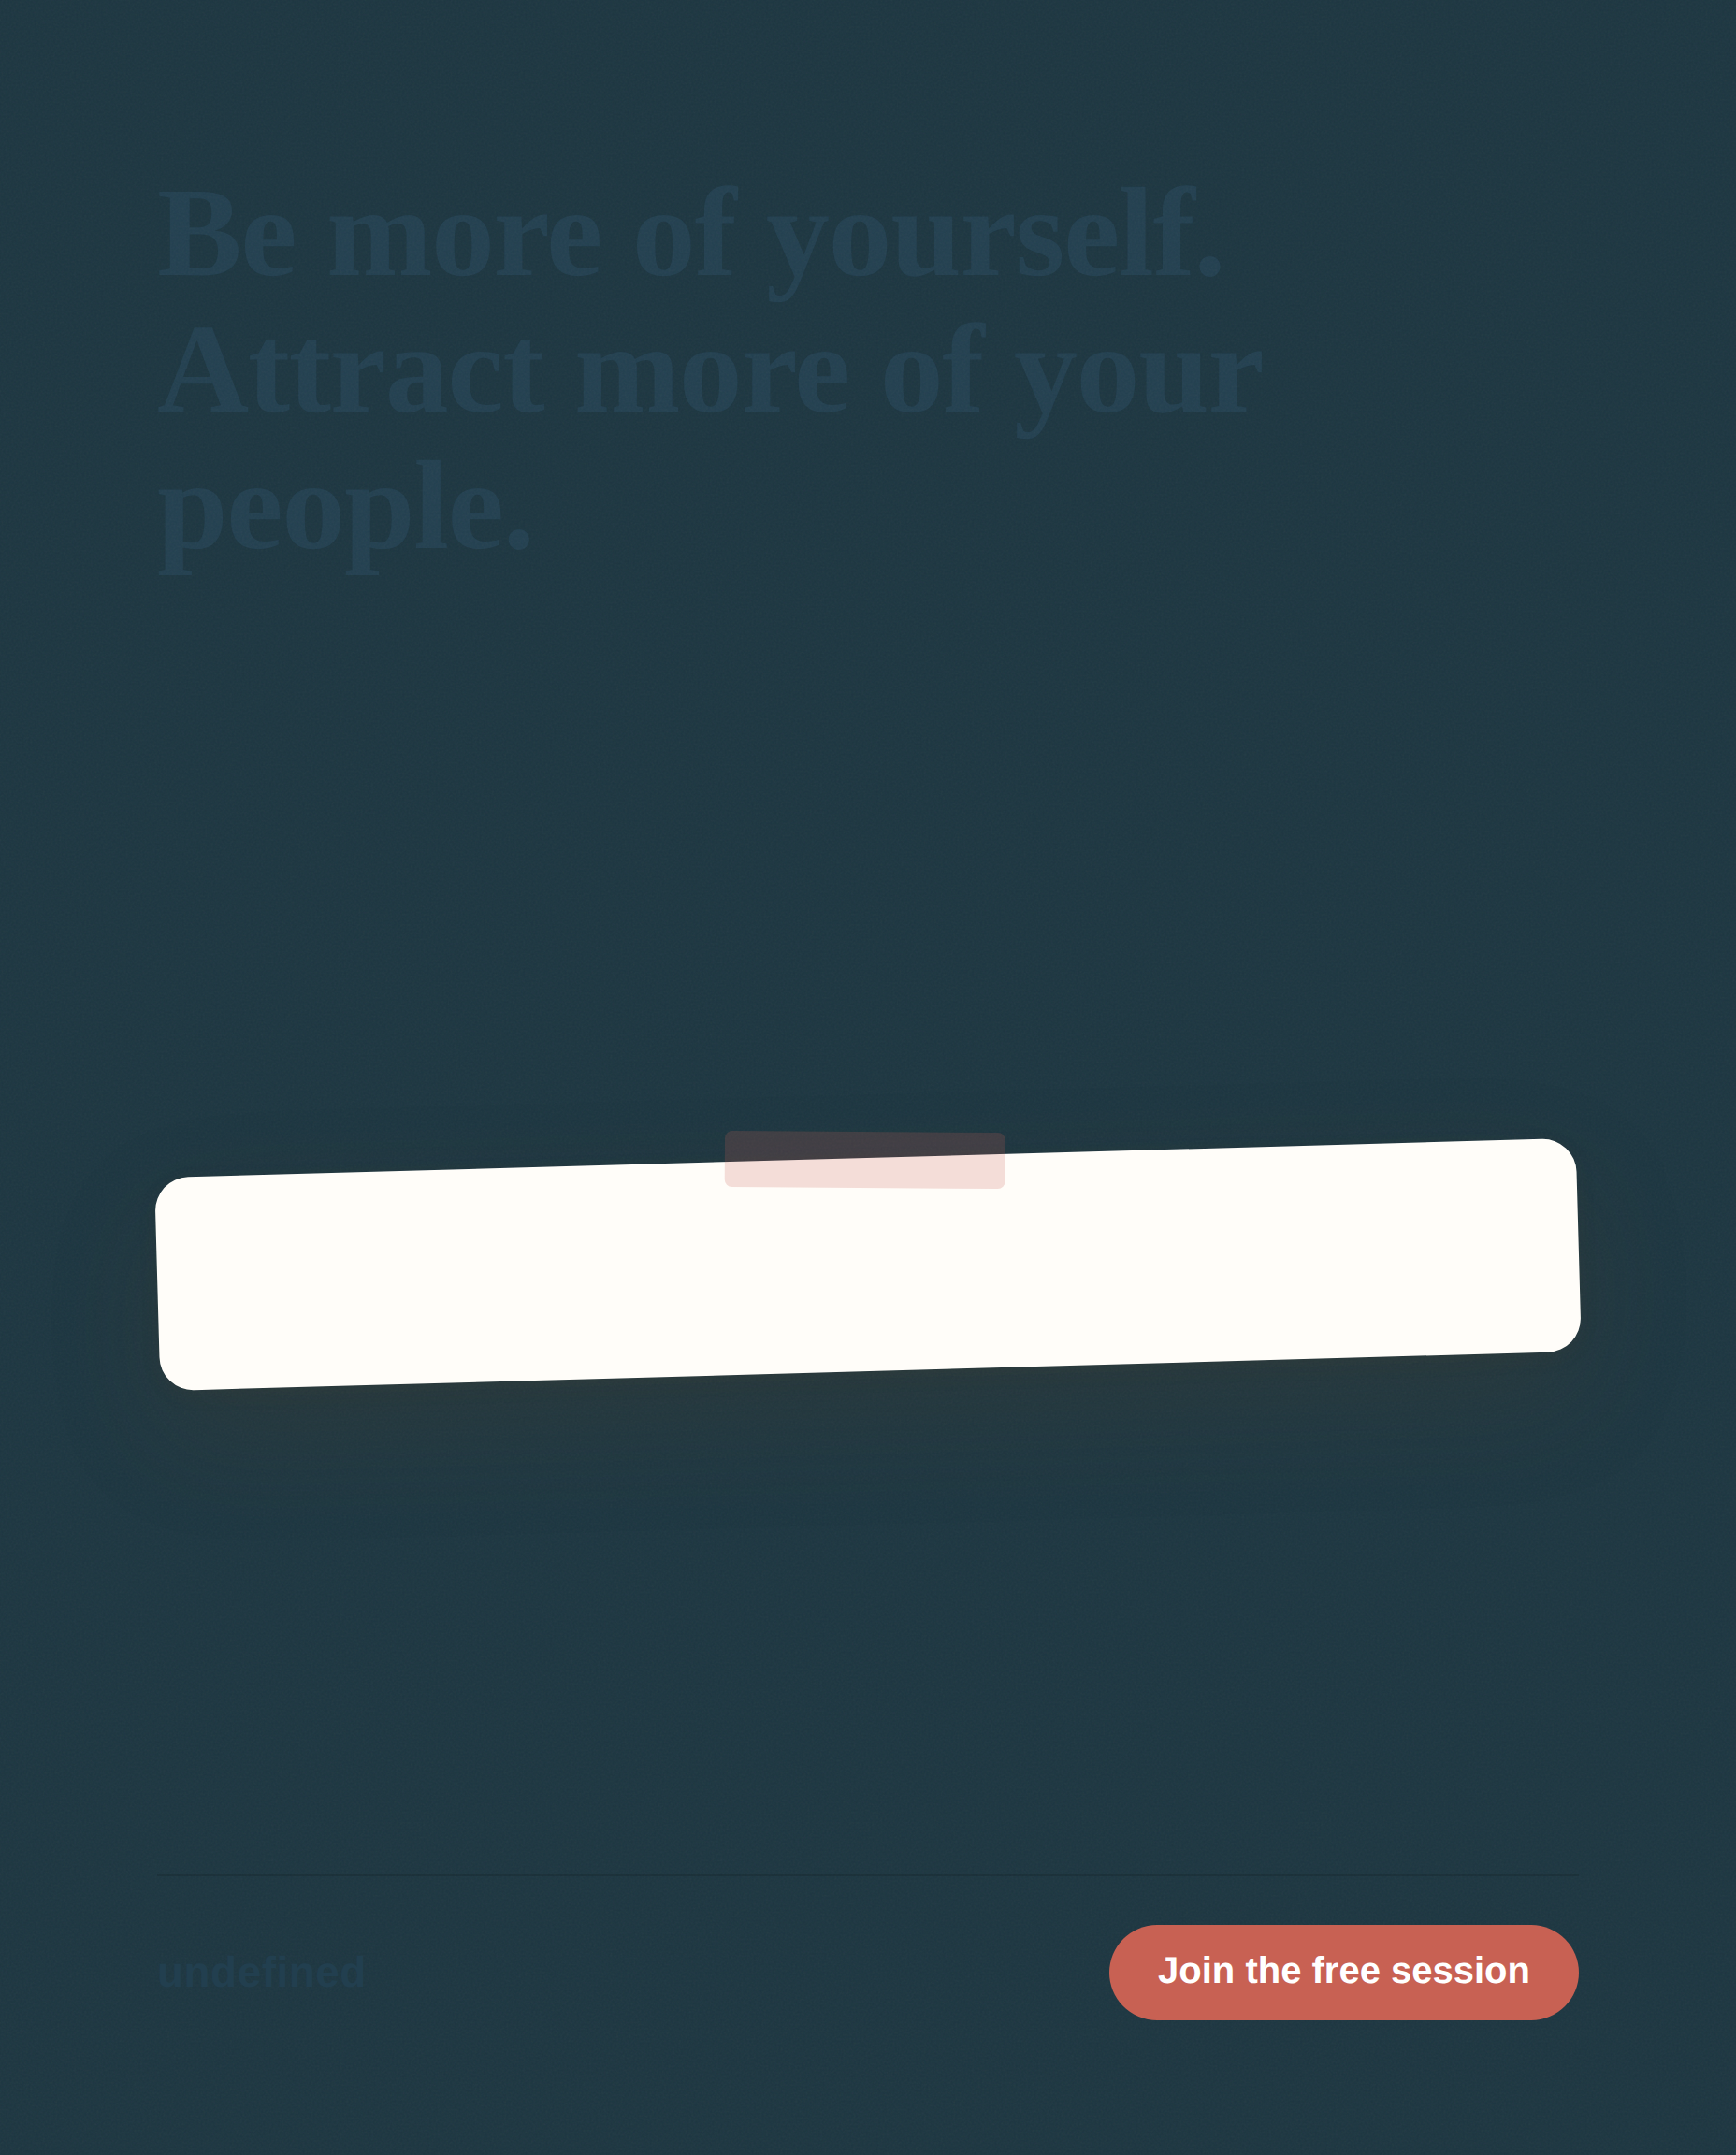 Be more of yourself.
Attract more of your
people.
undefined
Join the free session